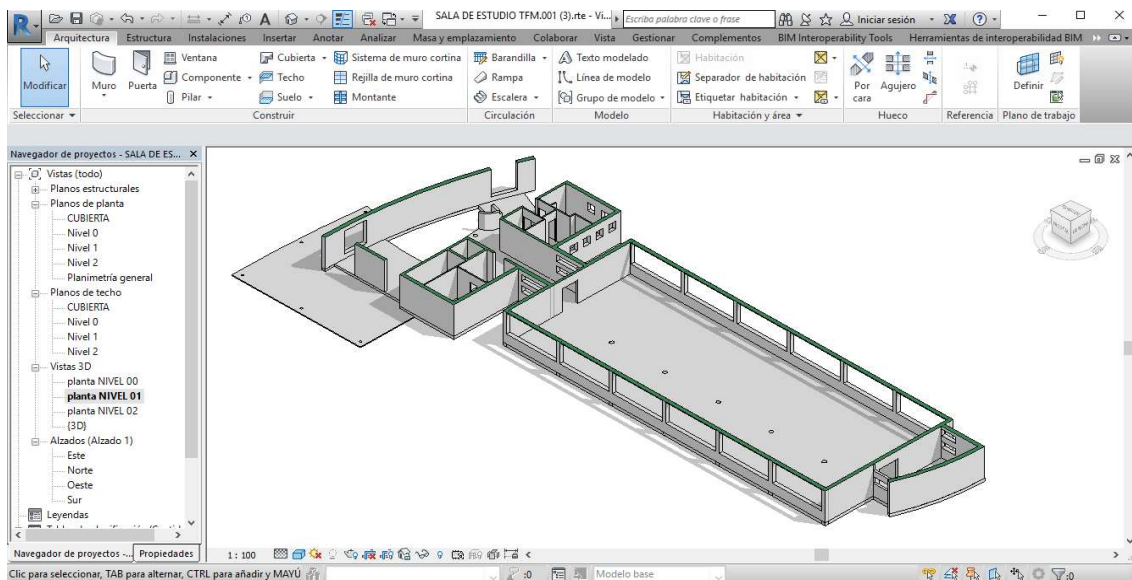 SALA DE ESTUDIO TFM.001 (3).rte - Vi...
Escriba palabra clave o frase
Iniciar sesión
Arquitectura Estructura Instalaciones Insertar Anotar Analizar Masa y emplazamiento Colaborar Vista Gestionar Complementos BIM Interoperability Tools Herramientas de interoperabilidad BIM
Modificar
Muro
Puerta
Ventana
Componente
Pilar
Cubierta
Techo
Suelo
Sistema de muro cortina
Rejilla de muro cortina
Montante
Barandilla
Rampa
Escalera
Texto modelado
Línea de modelo
Grupo de modelo
Habitación
Separador de habitación
Etiquetar habitación
Por cara
Agujero
Definir
Seleccionar Construir Circulación Modelo Habitación y área Hueco Referencia Plano de trabajo
Navegador de proyectos - SALA DE ES...
Vistas (todo)
Planos estructurales
Planos de planta
CUBIERTA
Nivel 0
Nivel 1
Nivel 2
Planimetría general
Planos de techo
CUBIERTA
Nivel 0
Nivel 1
Nivel 2
Vistas 3D
planta NIVEL 00
planta NIVEL 01
planta NIVEL 02
{3D}
Alzados (Alzado 1)
Este
Norte
Oeste
Sur
Leyendas
Navegador de proyectos -... Propiedades
1 : 100
Clic para seleccionar, TAB para alternar, CTRL para añadir y MAYÚ
:0
Modelo base
:0